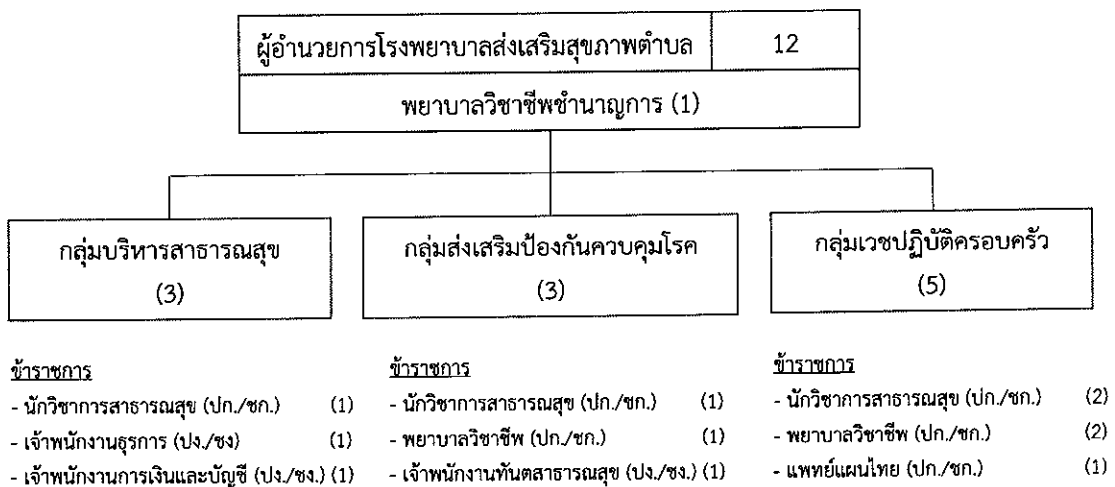 ผู้อำนวยการโรงพยาบาลส่งเสริมสุขภาพตำบล 12
พยาบาลวิชาชีพชำนาญการ (1)
กลุ่มบริหารสาธารณสุข
(3)
กลุ่มส่งเสริมป้องกันควบคุมโรค
(3)
กลุ่มเวชปฏิบัติครอบครัว
(5)
ข้าราชการ
- นักวิชาการสาธารณสุข (ปก./ชก.) (1)
- เจ้าพนักงานธุรการ (ปง./ชง) (1)
- เจ้าพนักงานการเงินและบัญชี (ปง./ชง.) (1)
ข้าราชการ
- นักวิชาการสาธารณสุข (ปก./ชก.) (1)
- พยาบาลวิชาชีพ (ปก./ชก.) (1)
- เจ้าพนักงานทันตสาธารณสุข (ปง./ชง.) (1)
ข้าราชการ
- นักวิชาการสาธารณสุข (ปก./ชก.) (2)
- พยาบาลวิชาชีพ (ปก./ชก.) (2)
- แพทย์แผนไทย (ปก./ชก.) (1)